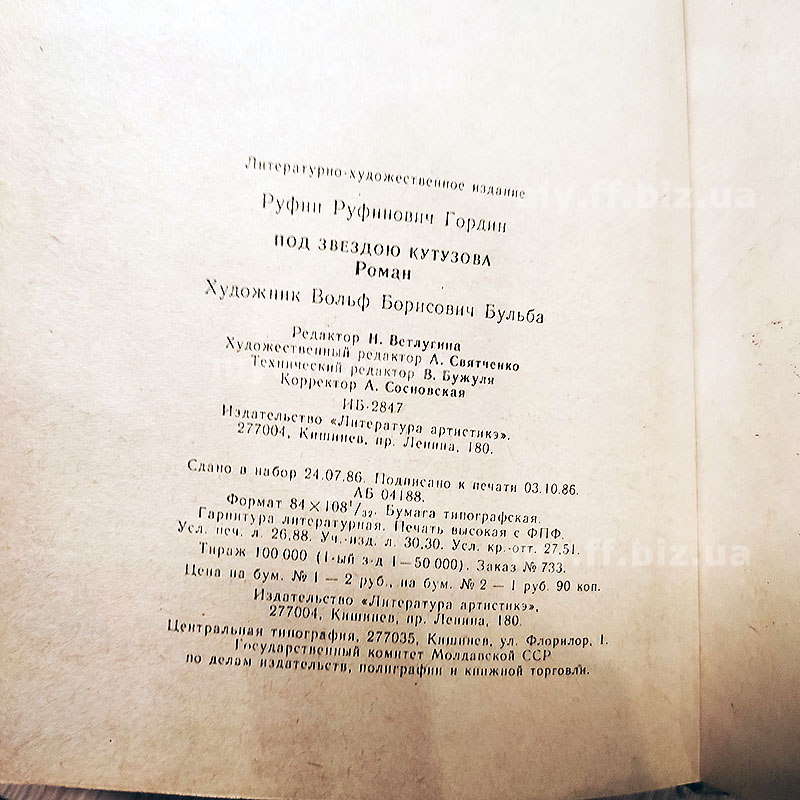 Литературно-художественное издание
Руфин Руфинович Гордин
ПОД ЗВЕЗДОЮ КУТУЗОВА
Роман
Художник Вольф Борисович Бульба
Редактор Н. Ветлугина
Художественный редактор А. Святченко
Технический редактор В. Бужуля
Корректор А. Сосновская
ИБ-2847
Издательство «Литература артистикэ».
277004, Кишинев, пр. Ленина, 180.
Сдано в набор 24.07.86. Подписано к печати 03.10.86.
АБ 04188.
Формат 84×108¹/₃₂. Бумага типографская.
Гарнитура литературная. Печать высокая с ФПФ.
Усл. печ. л. 26,88. Уч.-изд. л. 30,30. Усл. кр.-отт. 27,51.
Тираж 100 000 (1-ый з-д 1—50 000). Заказ № 733.
Цена на бум. № 1 — 2 руб., на бум. № 2 — 1 руб. 90 коп.
Издательство «Литература артистикэ»,
277004, Кишинев, пр. Ленина, 180.
Центральная типография, 277035, Кишинев, ул. Флорилор, 1.
Государственный комитет Молдавской ССР
по делам издательств, полиграфии и книжной торговли.